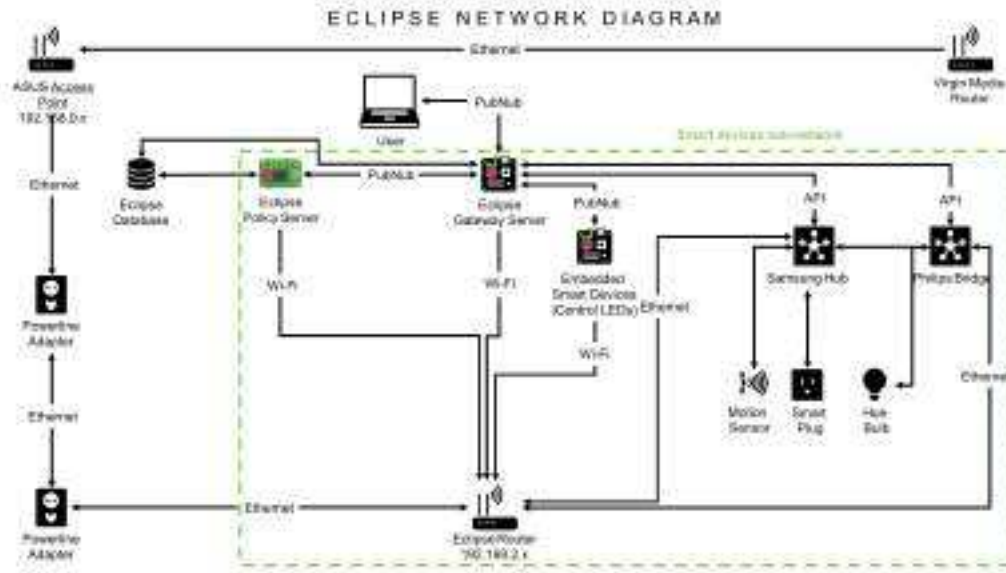 ECLIPSE NETWORK DIAGRAM
Ethernet
ASUS Access
Point
192.168.0.x
Virgin Media
Router
PubNub
User
Smart devices sub-network
Ethernet
Eclipse
Database
Eclipse
Policy Server
PubNub
Eclipse
Gateway Server
PubNub
API
API
Embedded
Smart Devices
(Control LEDs)
Samsung Hub
Philips Bridge
Wi-Fi
Wi-Fi
Ethernet
Powerline
Adapter
Wi-Fi
Ethernet
Motion
Sensor
Smart
Plug
Hue
Bulb
Ethernet
Ethernet
Powerline
Adapter
Eclipse Router
192.168.2.x